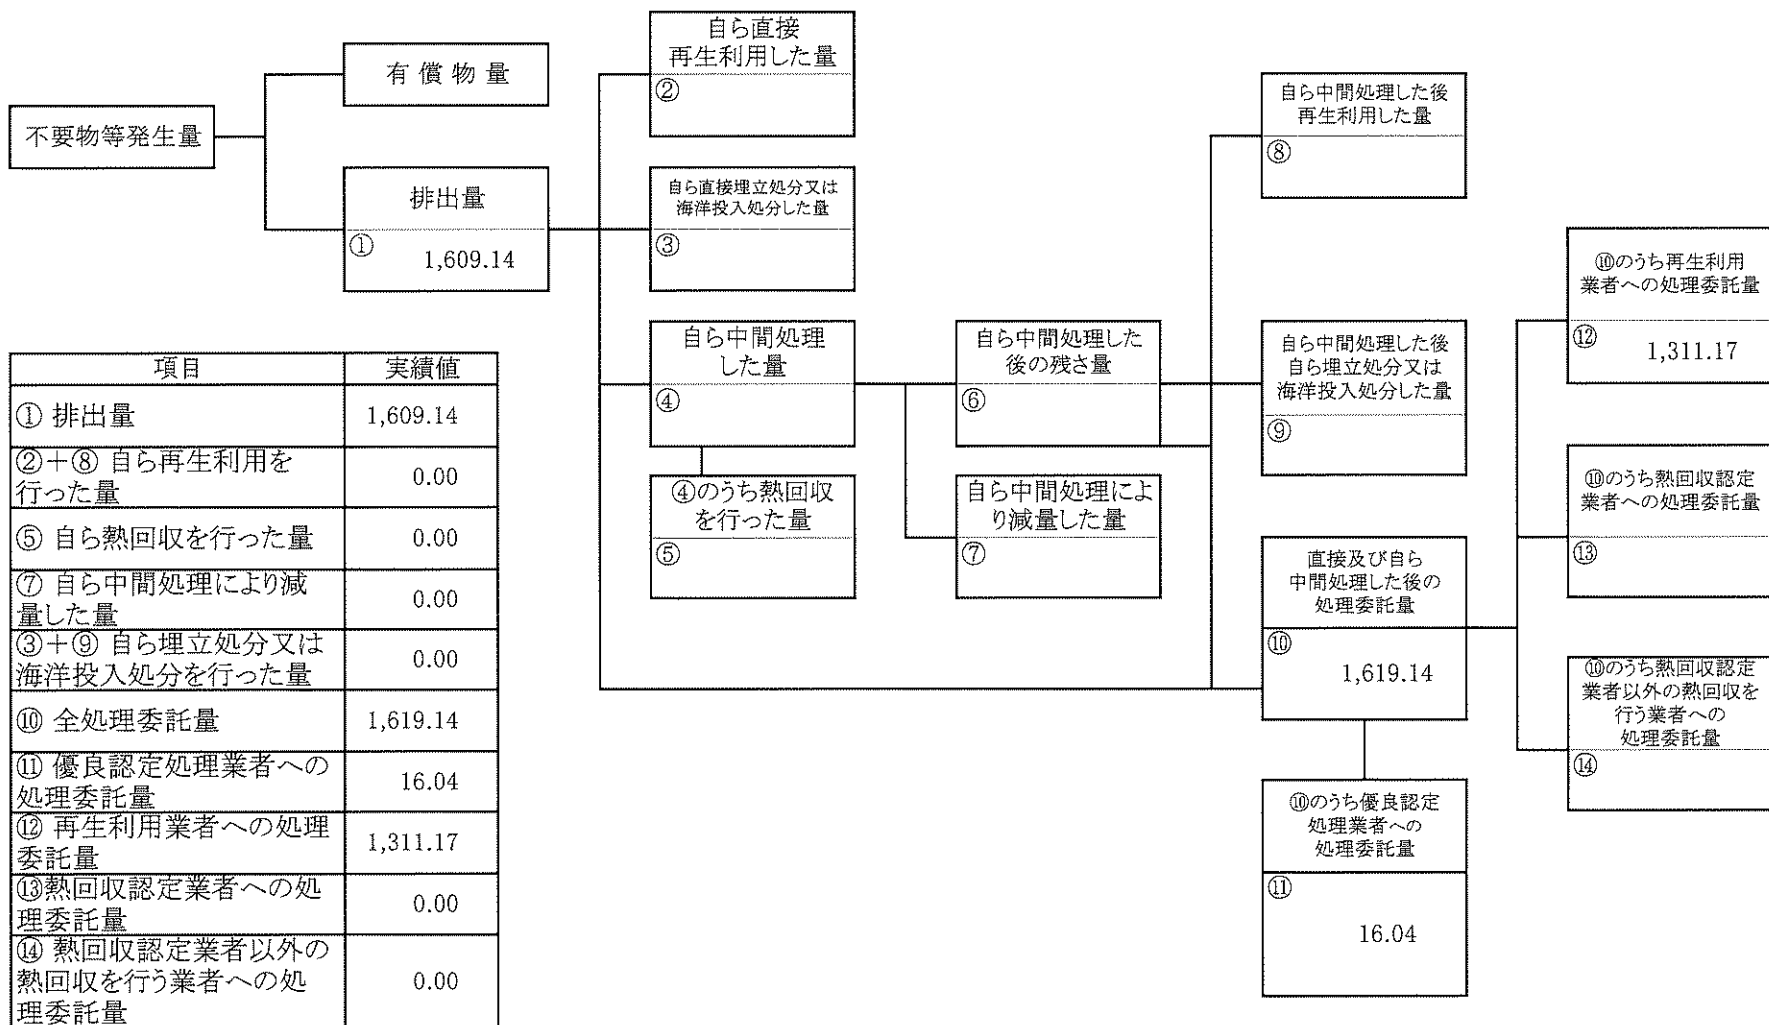 不要物等発生量
有償物量
排出量
①
1,609.14
自ら直接
再生利用した量
②
自ら直接埋立処分又は
海洋投入処分した量
③
自ら中間処理
した量
④
④のうち熱回収
を行った量
⑤
自ら中間処理した
後の残さ量
⑥
自ら中間処理によ
り減量した量
⑦
自ら中間処理した後
再生利用した量
⑧
自ら中間処理した後
自ら埋立処分又は
海洋投入処分した量
⑨
直接及び自ら
中間処理した後の
処理委託量
⑩
1,619.14
⑩のうち優良認定
処理業者への
処理委託量
⑪
16.04
⑩のうち再生利用
業者への処理委託量
⑫
1,311.17
⑩のうち熱回収認定
業者への処理委託量
⑬
⑩のうち熱回収認定
業者以外の熱回収を
行う業者への
処理委託量
⑭
項目 実績値
① 排出量 1,609.14
②+⑧ 自ら再生利用を
行った量 0.00
⑤ 自ら熱回収を行った量 0.00
⑦ 自ら中間処理により減
量した量 0.00
③+⑨ 自ら埋立処分又は
海洋投入処分を行った量 0.00
⑩ 全処理委託量 1,619.14
⑪ 優良認定処理業者への
処理委託量 16.04
⑫ 再生利用業者への処理
委託量 1,311.17
⑬熱回収認定業者への処
理委託量 0.00
⑭ 熱回収認定業者以外の
熱回収を行う業者への処
理委託量 0.00